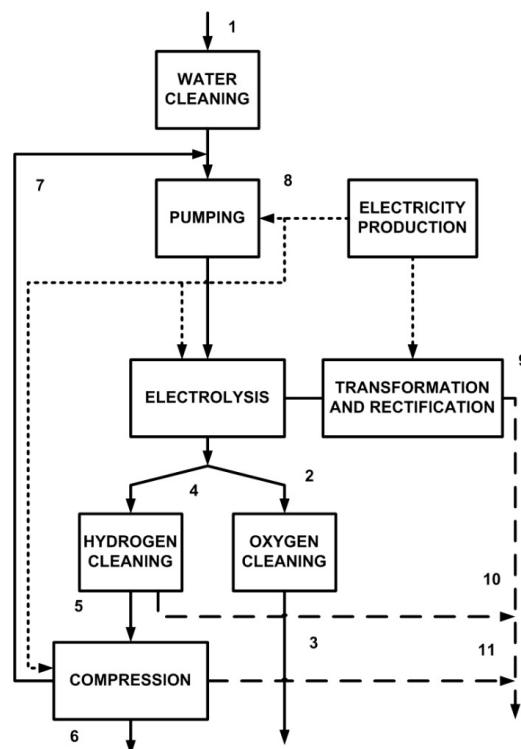 1
WATER
CLEANING
7
8
PUMPING
ELECTRICITY
PRODUCTION
9
ELECTROLYSIS
TRANSFORMATION
AND RECTIFICATION
4
2
HYDROGEN
CLEANING
OXYGEN
CLEANING
10
5
3
11
COMPRESSION
6